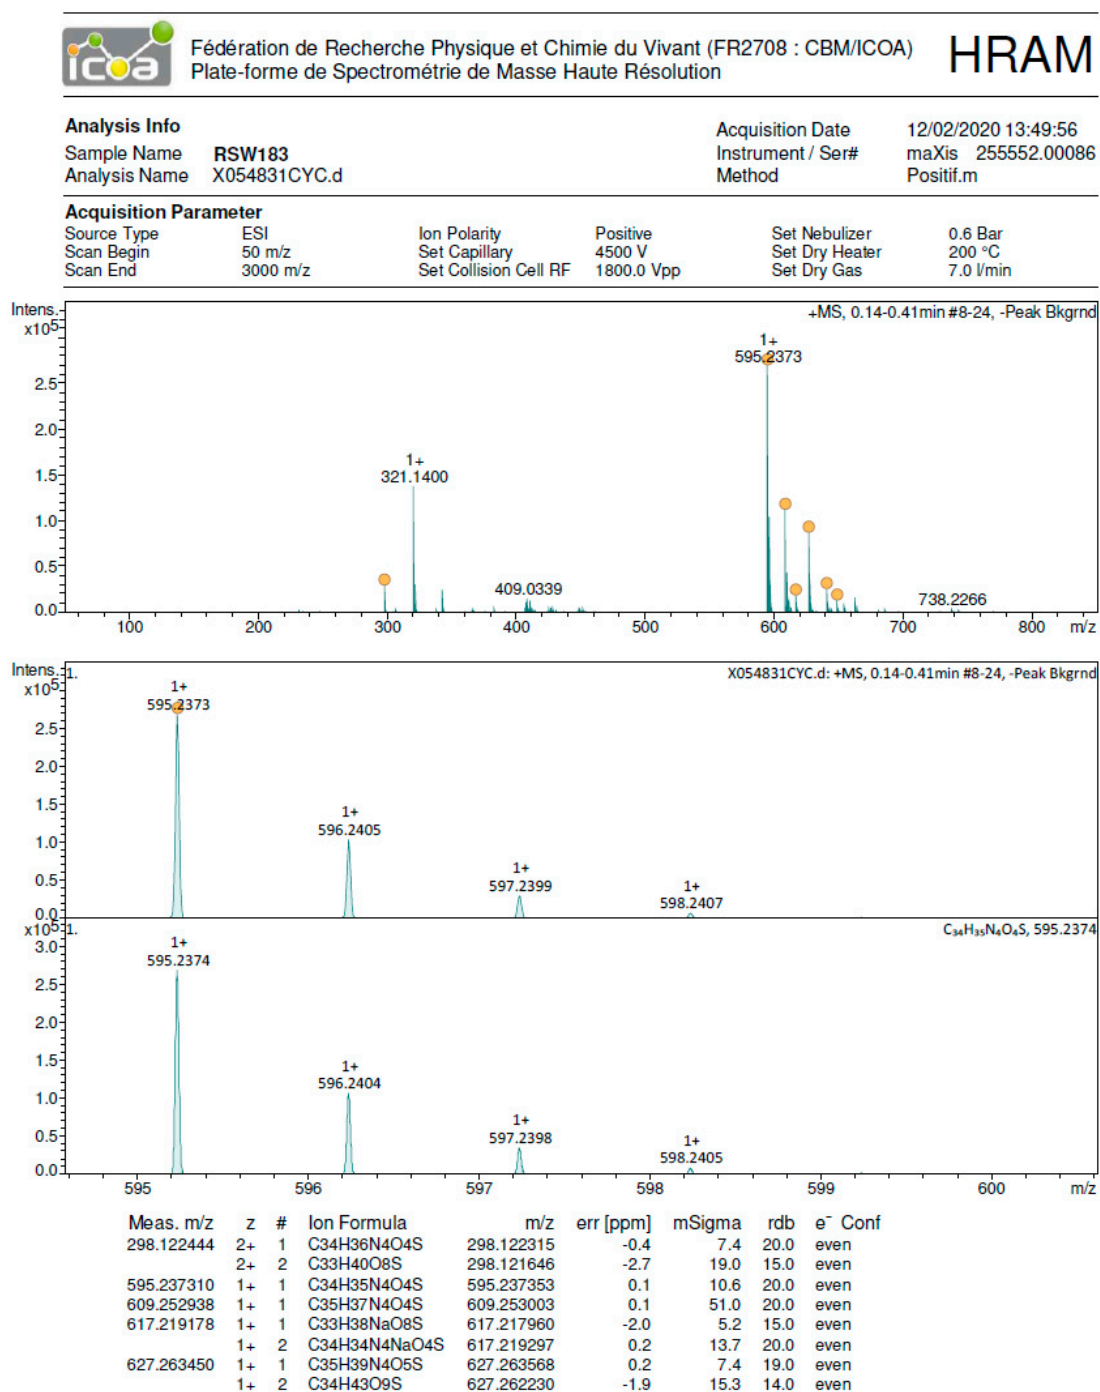 icoa
Fédération de Recherche Physique et Chimie du Vivant (FR2708 : CBM/ICOA)
Plate-forme de Spectrométrie de Masse Haute Résolution
HRAM
Analysis Info
Acquisition Date 12/02/2020 13:49:56
Sample Name RSW183
Instrument / Ser# maXis 255552.00086
Analysis Name X054831CYC.d
Method Positif.m
Acquisition Parameter
Source Type ESI Ion Polarity Positive Set Nebulizer 0.6 Bar
Scan Begin 50 m/z Set Capillary 4500 V Set Dry Heater 200 °C
Scan End 3000 m/z Set Collision Cell RF 1800.0 Vpp Set Dry Gas 7.0 l/min
Intens.
x105
+MS, 0.14-0.41min #8-24, -Peak Bkgrnd
1+
595.2373
2.5
2.0
1.5
1+
321.1400
1.0
0.5
409.0339
738.2266
0.0
100 200 300 400 500 600 700 800 m/z
Intens.
x105
1.
X054831CYC.d: +MS, 0.14-0.41min #8-24, -Peak Bkgrnd
1+
595.2373
2.5
2.0
1.5
1+
596.2405
1.0
1+
597.2399
0.5
1+
598.2407
0.0
x105
1.
C₃₄H₃₅N₄O₄S, 595.2374
3.0
1+
595.2374
2.5
2.0
1.5
1+
596.2404
1.0
1+
597.2398
0.5
1+
598.2405
0.0
595 596 597 598 599 600 m/z
Meas. m/z z # Ion Formula m/z err [ppm] mSigma rdb e⁻ Conf
298.122444 2+ 1 C34H36N4O4S 298.122315 -0.4 7.4 20.0 even
2+ 2 C33H40O8S 298.121646 -2.7 19.0 15.0 even
595.237310 1+ 1 C34H35N4O4S 595.237353 0.1 10.6 20.0 even
609.252938 1+ 1 C35H37N4O4S 609.253003 0.1 51.0 20.0 even
617.219178 1+ 1 C33H38NaO8S 617.217960 -2.0 5.2 15.0 even
1+ 2 C34H34N4NaO4S 617.219297 0.2 13.7 20.0 even
627.263450 1+ 1 C35H39N4O5S 627.263568 0.2 7.4 19.0 even
1+ 2 C34H43O9S 627.262230 -1.9 15.3 14.0 even